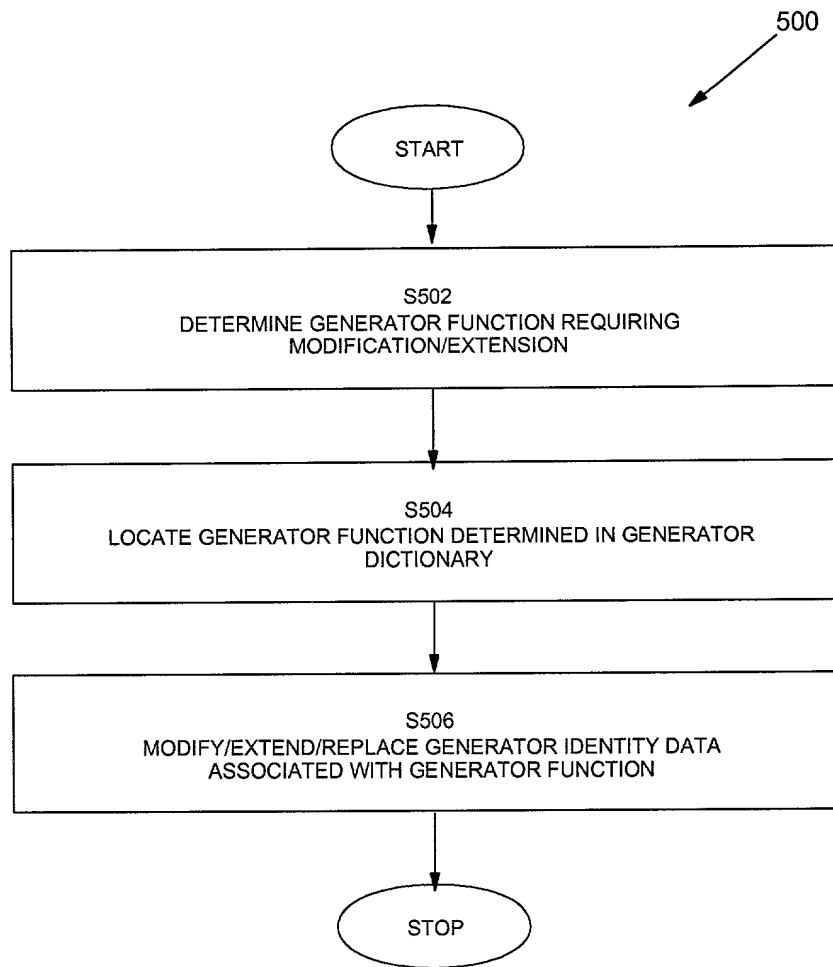 500
START
S502
DETERMINE GENERATOR FUNCTION REQUIRING
MODIFICATION/EXTENSION
S504
LOCATE GENERATOR FUNCTION DETERMINED IN GENERATOR
DICTIONARY
S506
MODIFY/EXTEND/REPLACE GENERATOR IDENTITY DATA
ASSOCIATED WITH GENERATOR FUNCTION
STOP